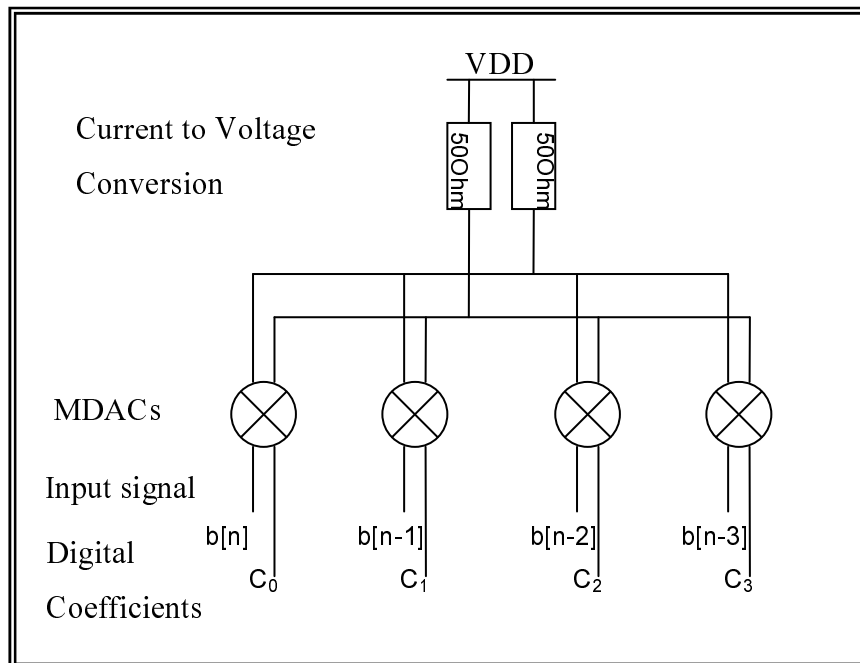 VDD
Current to Voltage
Conversion
50Ohm
50Ohm
MDACs
Input signal
b[n]
b[n-1]
b[n-2]
b[n-3]
Digital
Coefficients
C₀
C₁
C₂
C₃